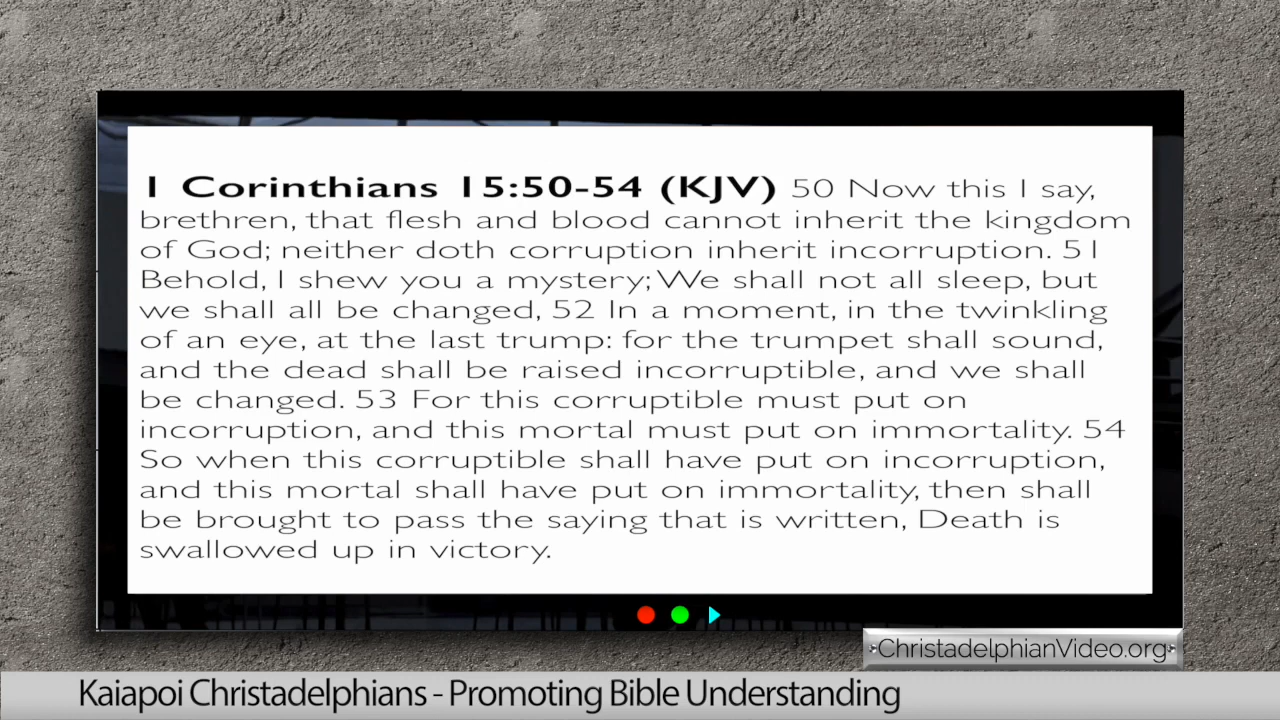 1 Corinthians 15:50-54 (KJV) 50 Now this I say,
brethren, that flesh and blood cannot inherit the kingdom
of God; neither doth corruption inherit incorruption. 51
Behold, I shew you a mystery; We shall not all sleep, but
we shall all be changed, 52 In a moment, in the twinkling
of an eye, at the last trump: for the trumpet shall sound,
and the dead shall be raised incorruptible, and we shall
be changed. 53 For this corruptible must put on
incorruption, and this mortal must put on immortality. 54
So when this corruptible shall have put on incorruption,
and this mortal shall have put on immortality, then shall
be brought to pass the saying that is written, Death is
swallowed up in victory.
ChristadelphianVideo.org
Kaiapoi Christadelphians - Promoting Bible Understanding